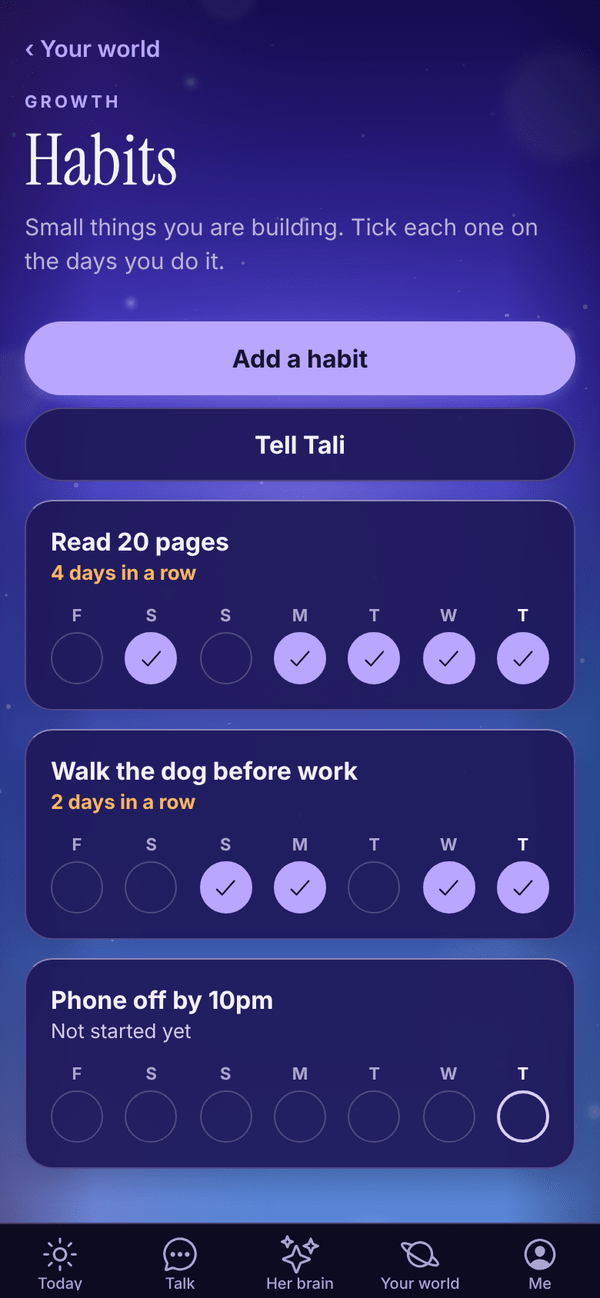 ‹ Your world
GROWTH
Habits
Small things you are building. Tick each one on
the days you do it.
Add a habit
Tell Tali
Read 20 pages
4 days in a row
F S S M T W T
Walk the dog before work
2 days in a row
F S S M T W T
Phone off by 10pm
Not started yet
F S S M T W T
Today Talk Her brain Your world Me